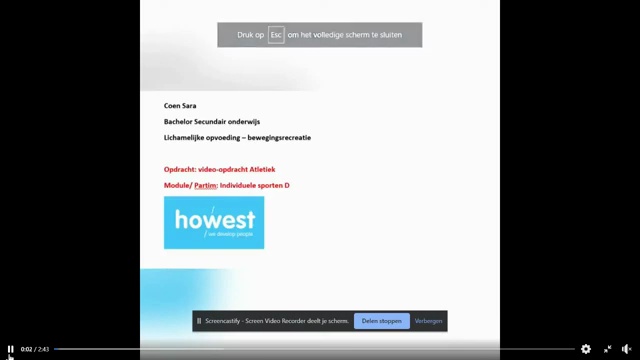 Druk op Esc om het volledige scherm te sluiten
Coen Sara
Bachelor Secundair onderwijs
Lichamelijke opvoeding – bewegingsrecreatie
Opdracht: video-opdracht Atletiek
Module/ Partim: Individuele sporten D
howest
we develop people
Screencastify - Screen Video Recorder deelt je scherm. Delen stoppen Verbergen
0:02 / 2:43